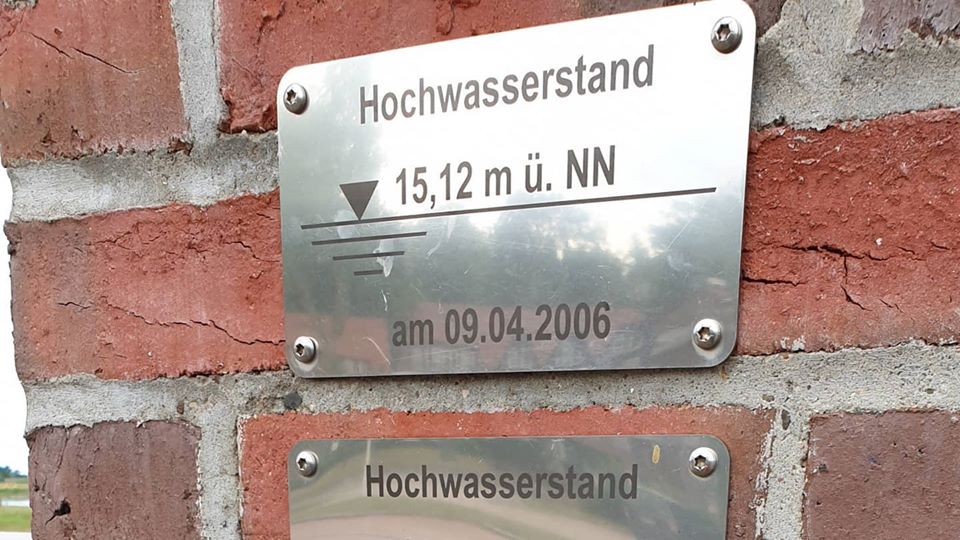 Hochwasserstand
15,12 m ü. NN
am 09.04.2006
Hochwasserstand